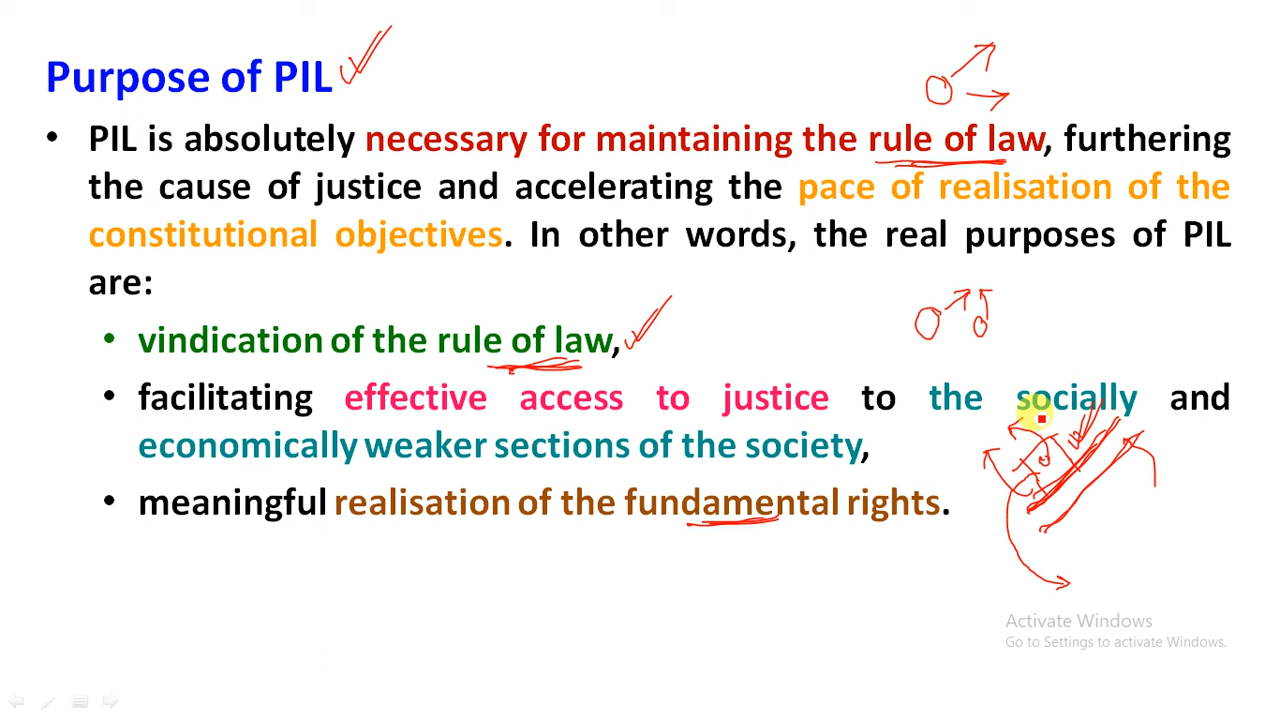 Purpose of PIL
• PIL is absolutely necessary for maintaining the rule of law, furthering
the cause of justice and accelerating the pace of realisation of the
constitutional objectives. In other words, the real purposes of PIL
are:
• vindication of the rule of law,
• facilitating effective access to justice to the socially and
economically weaker sections of the society,
• meaningful realisation of the fundamental rights.
Activate Windows
Go to Settings to activate Windows.